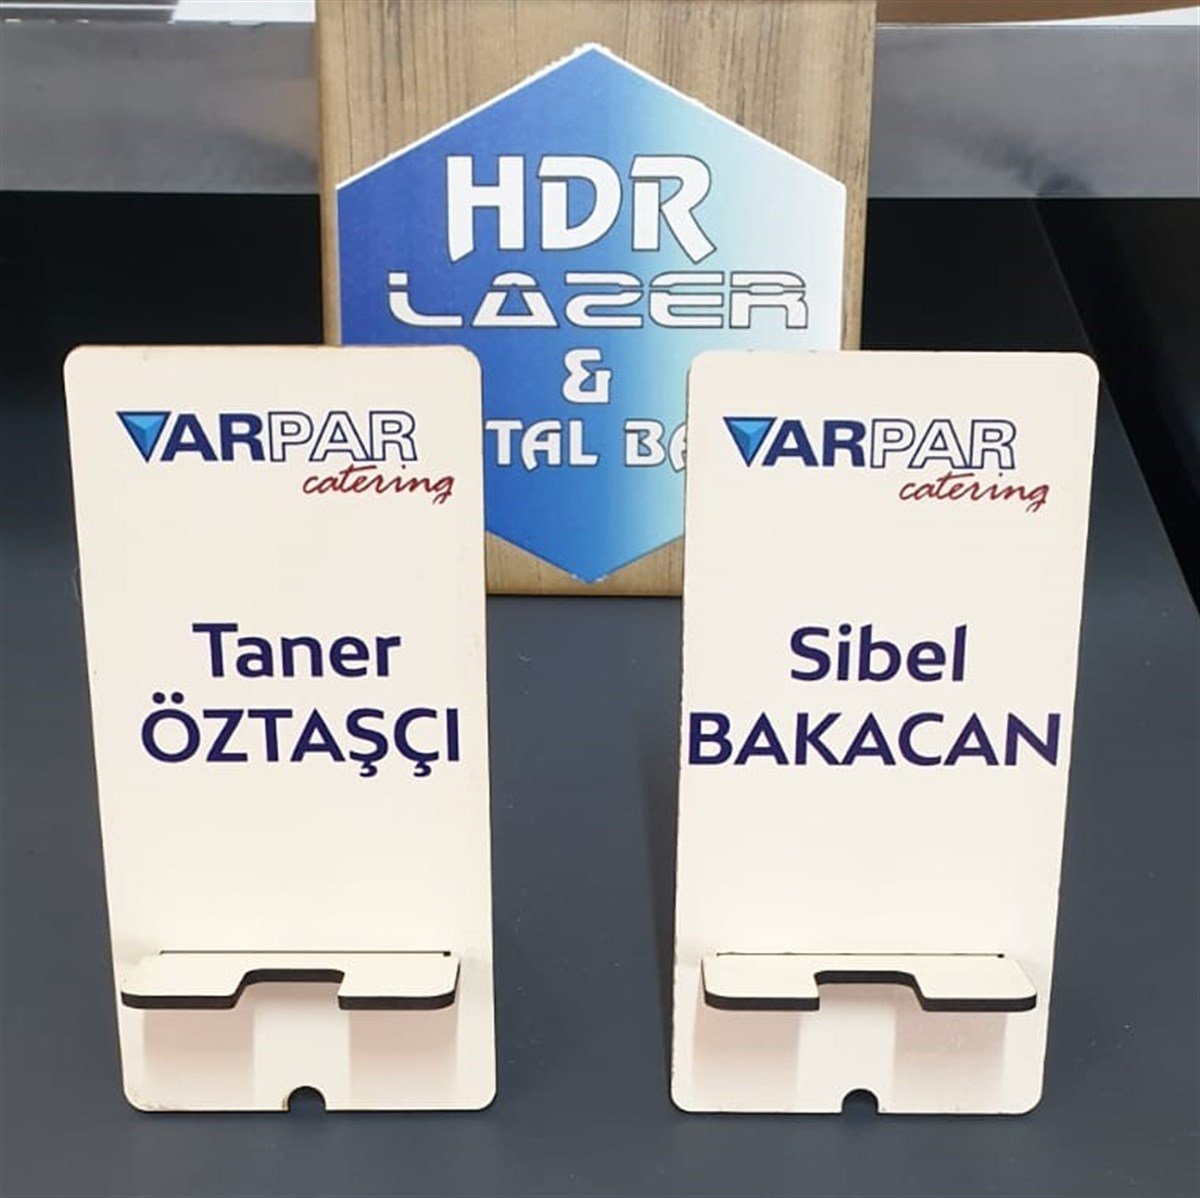 HDR
LAZER
&
VARPAR
catering
Taner
ÖZTAŞÇI
VARPAR
catering
Sibel
BAKACAN